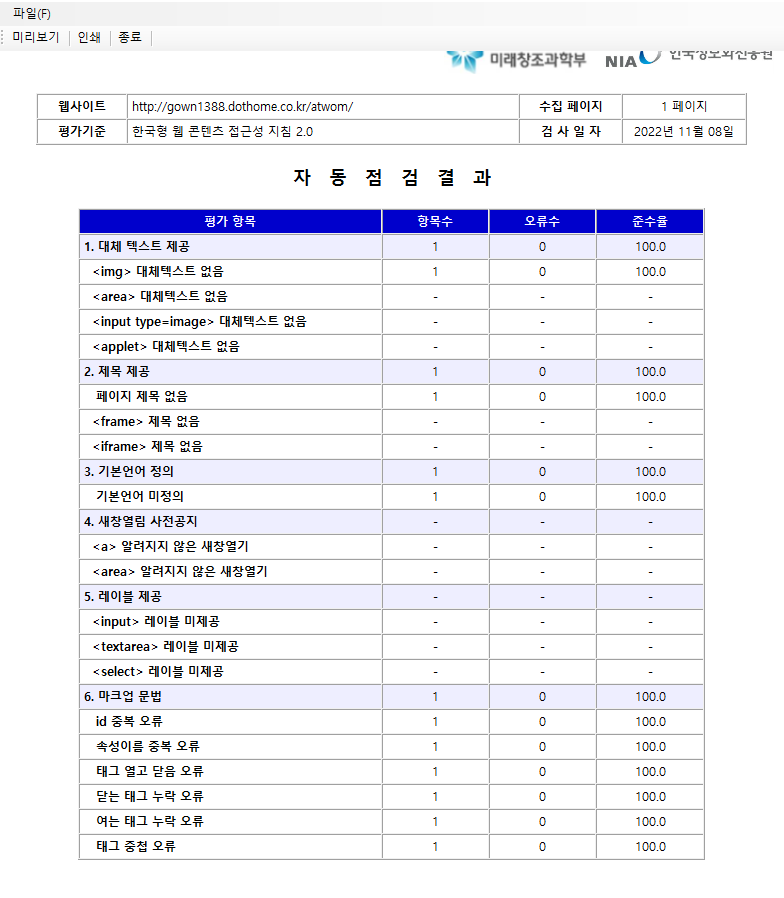 파일(F)
미리보기 인쇄 종료
미래창조과학부 NIA 한국정보화진흥원
웹사이트 http://gown1388.dothome.co.kr/atwom/ 수집 페이지 1 페이지
평가기준 한국형 웹 콘텐츠 접근성 지침 2.0 검 사 일 자 2022년 11월 08일
자 동 점 검 결 과
평가 항목 항목수 오류수 준수율
1. 대체 텍스트 제공 1 0 100.0
<img> 대체텍스트 없음 1 0 100.0
<area> 대체텍스트 없음 - - -
<input type=image> 대체텍스트 없음 - - -
<applet> 대체텍스트 없음 - - -
2. 제목 제공 1 0 100.0
페이지 제목 없음 1 0 100.0
<frame> 제목 없음 - - -
<iframe> 제목 없음 - - -
3. 기본언어 정의 1 0 100.0
기본언어 미정의 1 0 100.0
4. 새창열림 사전공지 - - -
<a> 알려지지 않은 새창열기 - - -
<area> 알려지지 않은 새창열기 - - -
5. 레이블 제공 - - -
<input> 레이블 미제공 - - -
<textarea> 레이블 미제공 - - -
<select> 레이블 미제공 - - -
6. 마크업 문법 1 0 100.0
id 중복 오류 1 0 100.0
속성이름 중복 오류 1 0 100.0
태그 열고 닫음 오류 1 0 100.0
닫는 태그 누락 오류 1 0 100.0
여는 태그 누락 오류 1 0 100.0
태그 중첩 오류 1 0 100.0